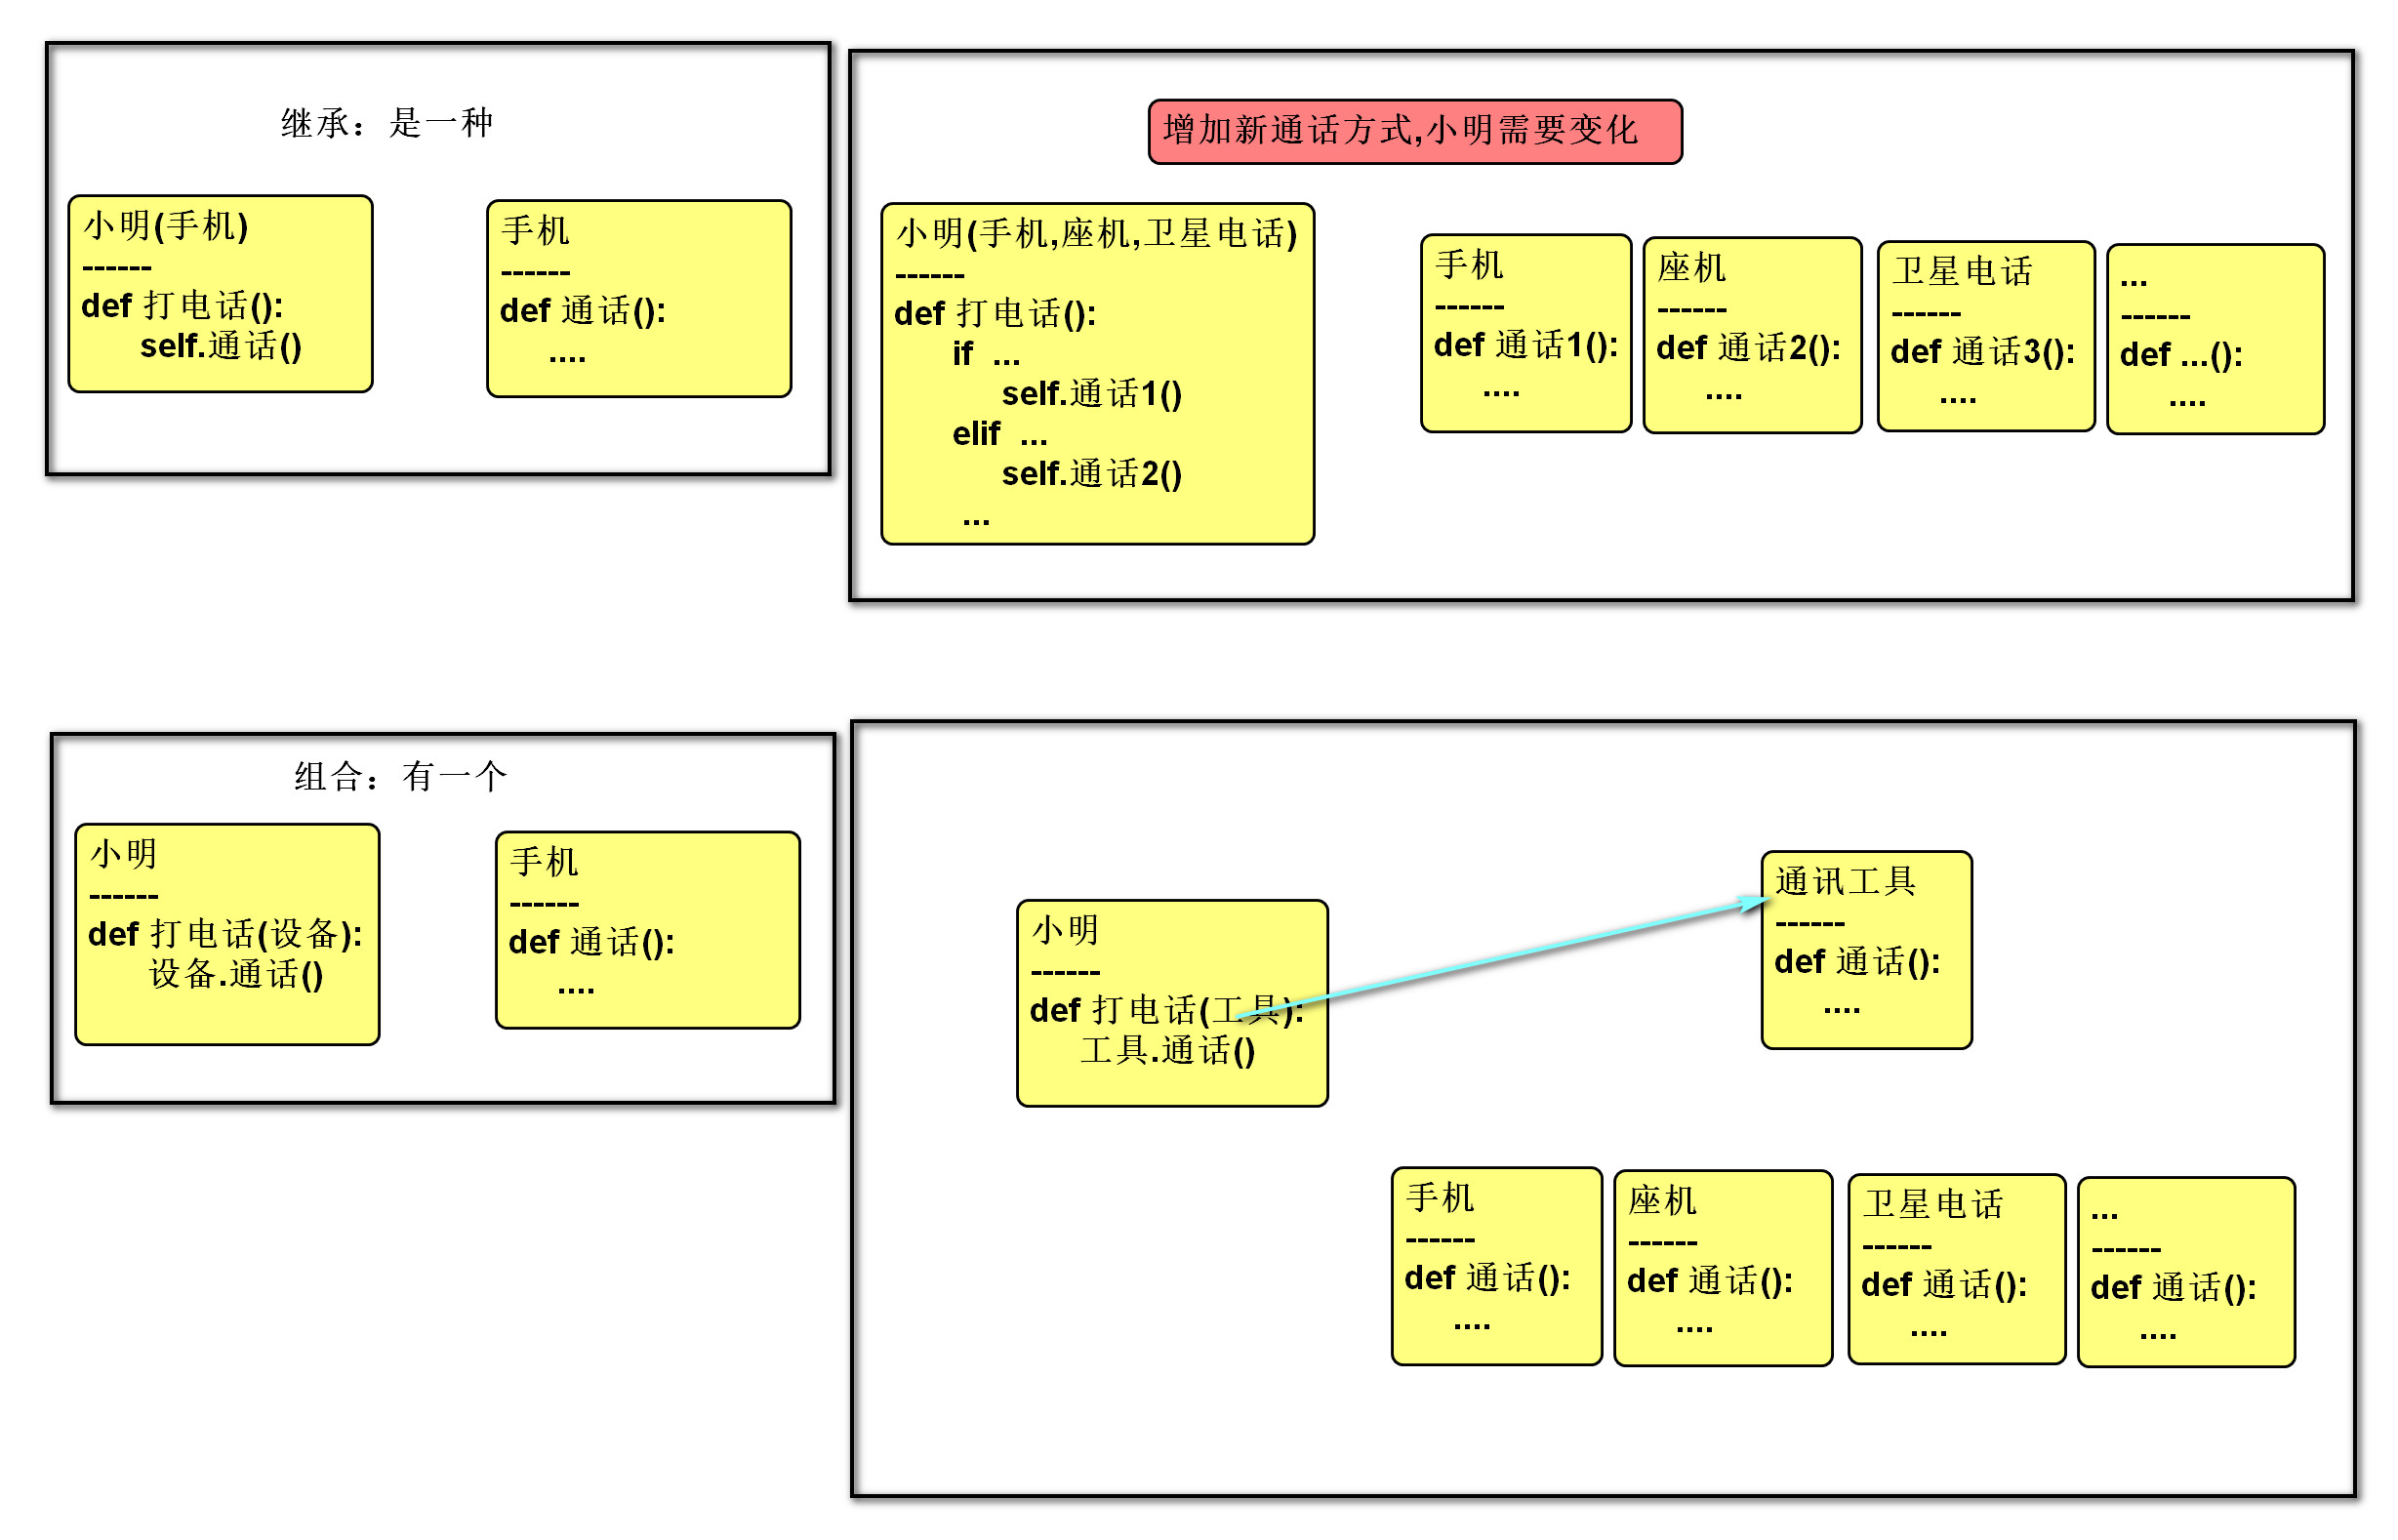 继承：是一种
小明(手机)
------
def 打电话():
self.通话()
手机
------
def 通话():
....
增加新通话方式,小明需要变化
小明(手机,座机,卫星电话)
------
def 打电话():
if ...
self.通话1()
elif ...
self.通话2()
...
手机
------
def 通话1():
....
座机
------
def 通话2():
....
卫星电话
------
def 通话3():
....
...
------
def ...():
....
组合：有一个
小明
------
def 打电话(设备):
设备.通话()
手机
------
def 通话():
....
小明
------
def 打电话(工具):
工具.通话()
通讯工具
------
def 通话():
....
手机
------
def 通话():
....
座机
------
def 通话():
....
卫星电话
------
def 通话():
....
...
------
def 通话():
....